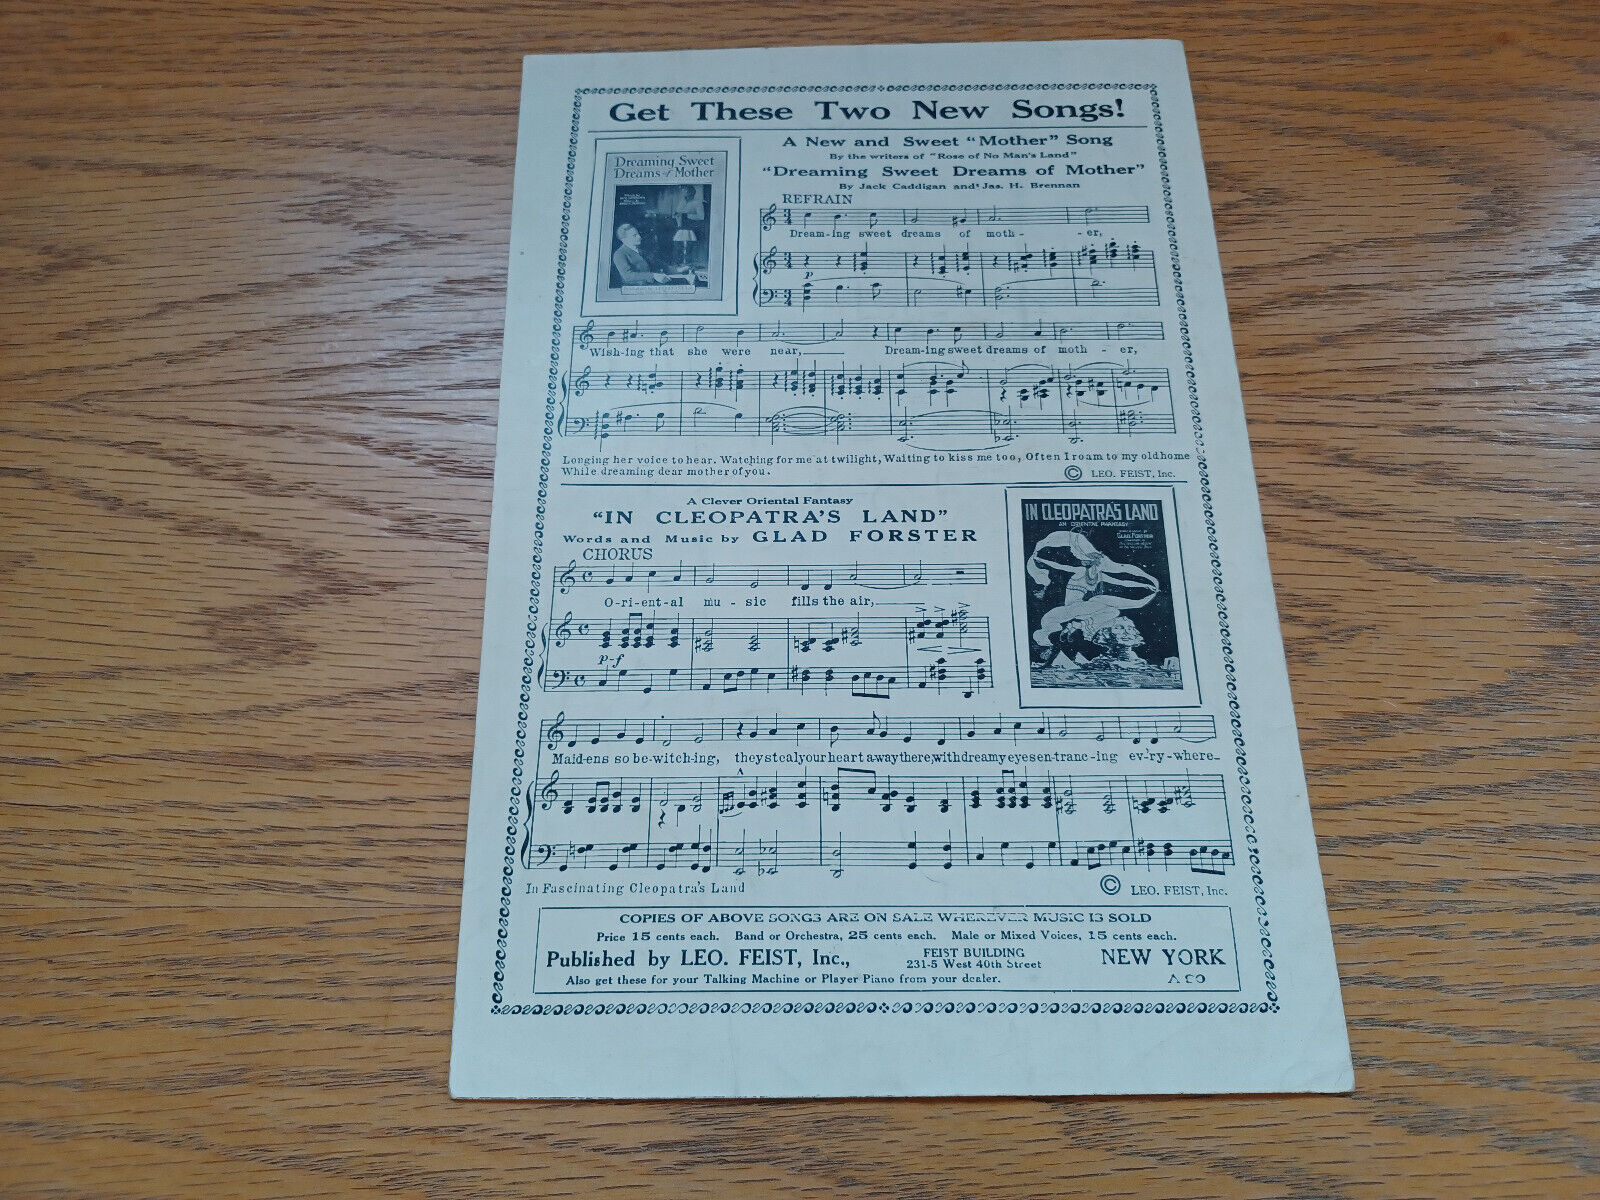 Get These Two New Songs!
Dreaming Sweet
Dreams of Mother
A New and Sweet "Mother" Song
By the writers of "Rose of No Man's Land"
"Dreaming Sweet Dreams of Mother"
By Jack Caddigan and Jas. H. Brennan
REFRAIN
Dream-ing sweet dreams of moth - - er,
p
Wish-ing that she were near, Dream-ing sweet dreams of moth - er,
Longing her voice to hear. Watching for me at twilight, Waiting to kiss me too, Often I roam to my old home
While dreaming dear mother of you.
© LEO. FEIST, Inc.
A Clever Oriental Fantasy
"IN CLEOPATRA'S LAND"
Words and Music by GLAD FORSTER
IN CLEOPATRA'S LAND
AN ORIENTAL PHANTASY
GLAD FORSTER
CHORUS
O-ri-ent-al mu - sic fills the air,
p-f
Maid-ens so be-witch-ing, they steal your heart away there, with dreamy eyes en-tranc-ing ev-'ry-where
In Fascinating Cleopatra's Land
© LEO. FEIST, Inc.
COPIES OF ABOVE SONGS ARE ON SALE WHEREVER MUSIC IS SOLD
Price 15 cents each. Band or Orchestra, 25 cents each. Male or Mixed Voices, 15 cents each.
Published by LEO. FEIST, Inc., FEIST BUILDING 231-5 West 40th Street NEW YORK
Also get these for your Talking Machine or Player Piano from your dealer.